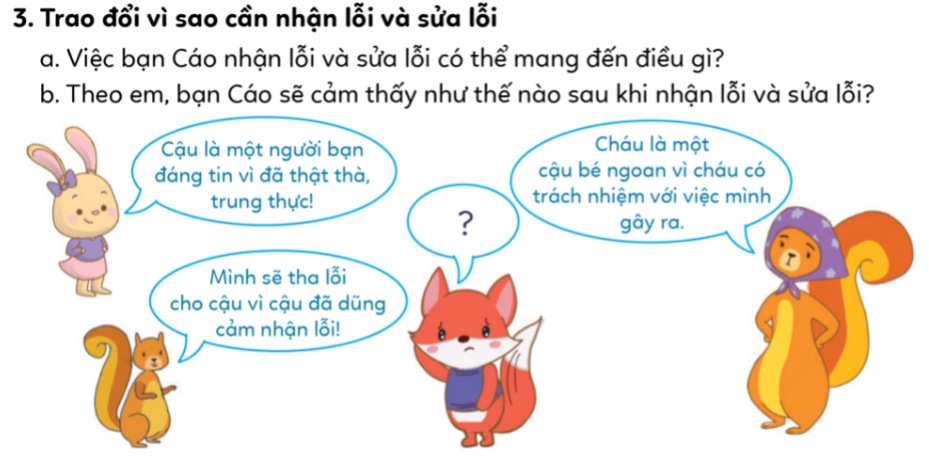 3. Trao đổi vì sao cần nhận lỗi và sửa lỗi
a. Việc bạn Cáo nhận lỗi và sửa lỗi có thể mang đến điều gì?
b. Theo em, bạn Cáo sẽ cảm thấy như thế nào sau khi nhận lỗi và sửa lỗi?
Cậu là một người bạn
đáng tin vì đã thật thà,
trung thực!
Cháu là một
cậu bé ngoan vì cháu có
trách nhiệm với việc mình
gây ra.
?
Mình sẽ tha lỗi
cho cậu vì cậu đã dũng
cảm nhận lỗi!